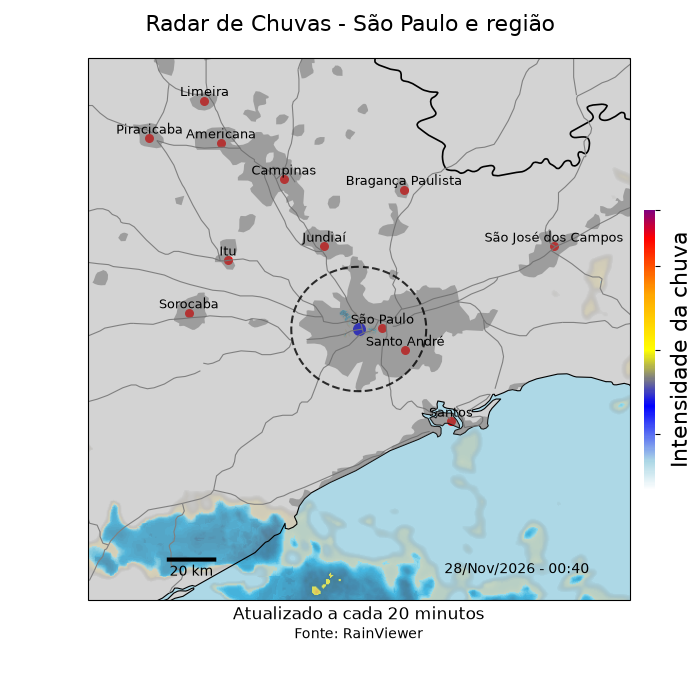 Radar de Chuvas - São Paulo e região
Limeira
Piracicaba
Americana
Campinas
Bragança Paulista
Jundiaí
São José dos Campos
Itu
Sorocaba
São Paulo
Santo André
Santos
Intensidade da chuva
20 km
28/Nov/2026 - 00:40
Atualizado a cada 20 minutos
Fonte: RainViewer